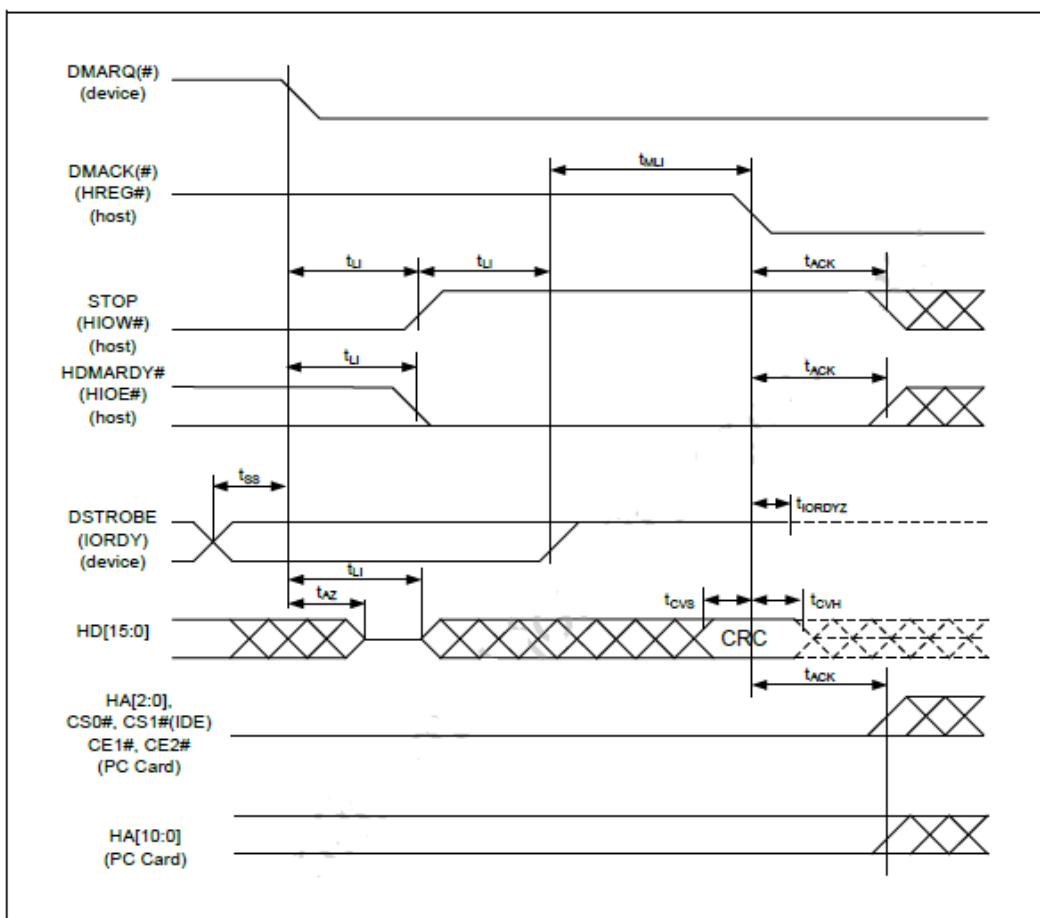 DMARQ(#)
(device)
DMACK(#)
(HREG#)
(host)
tMLI
tLI
tLI
tACK
STOP
(HIOW#)
(host)
tLI
tACK
HDMARDY#
(HIOE#)
(host)
tSS
tIORDYZ
DSTROBE
(IORDY)
(device)
tLI
tAZ
tCVS
tCVH
HD[15:0]
CRC
tACK
HA[2:0],
CS0#, CS1#(IDE)
CE1#, CE2#
(PC Card)
HA[10:0]
(PC Card)